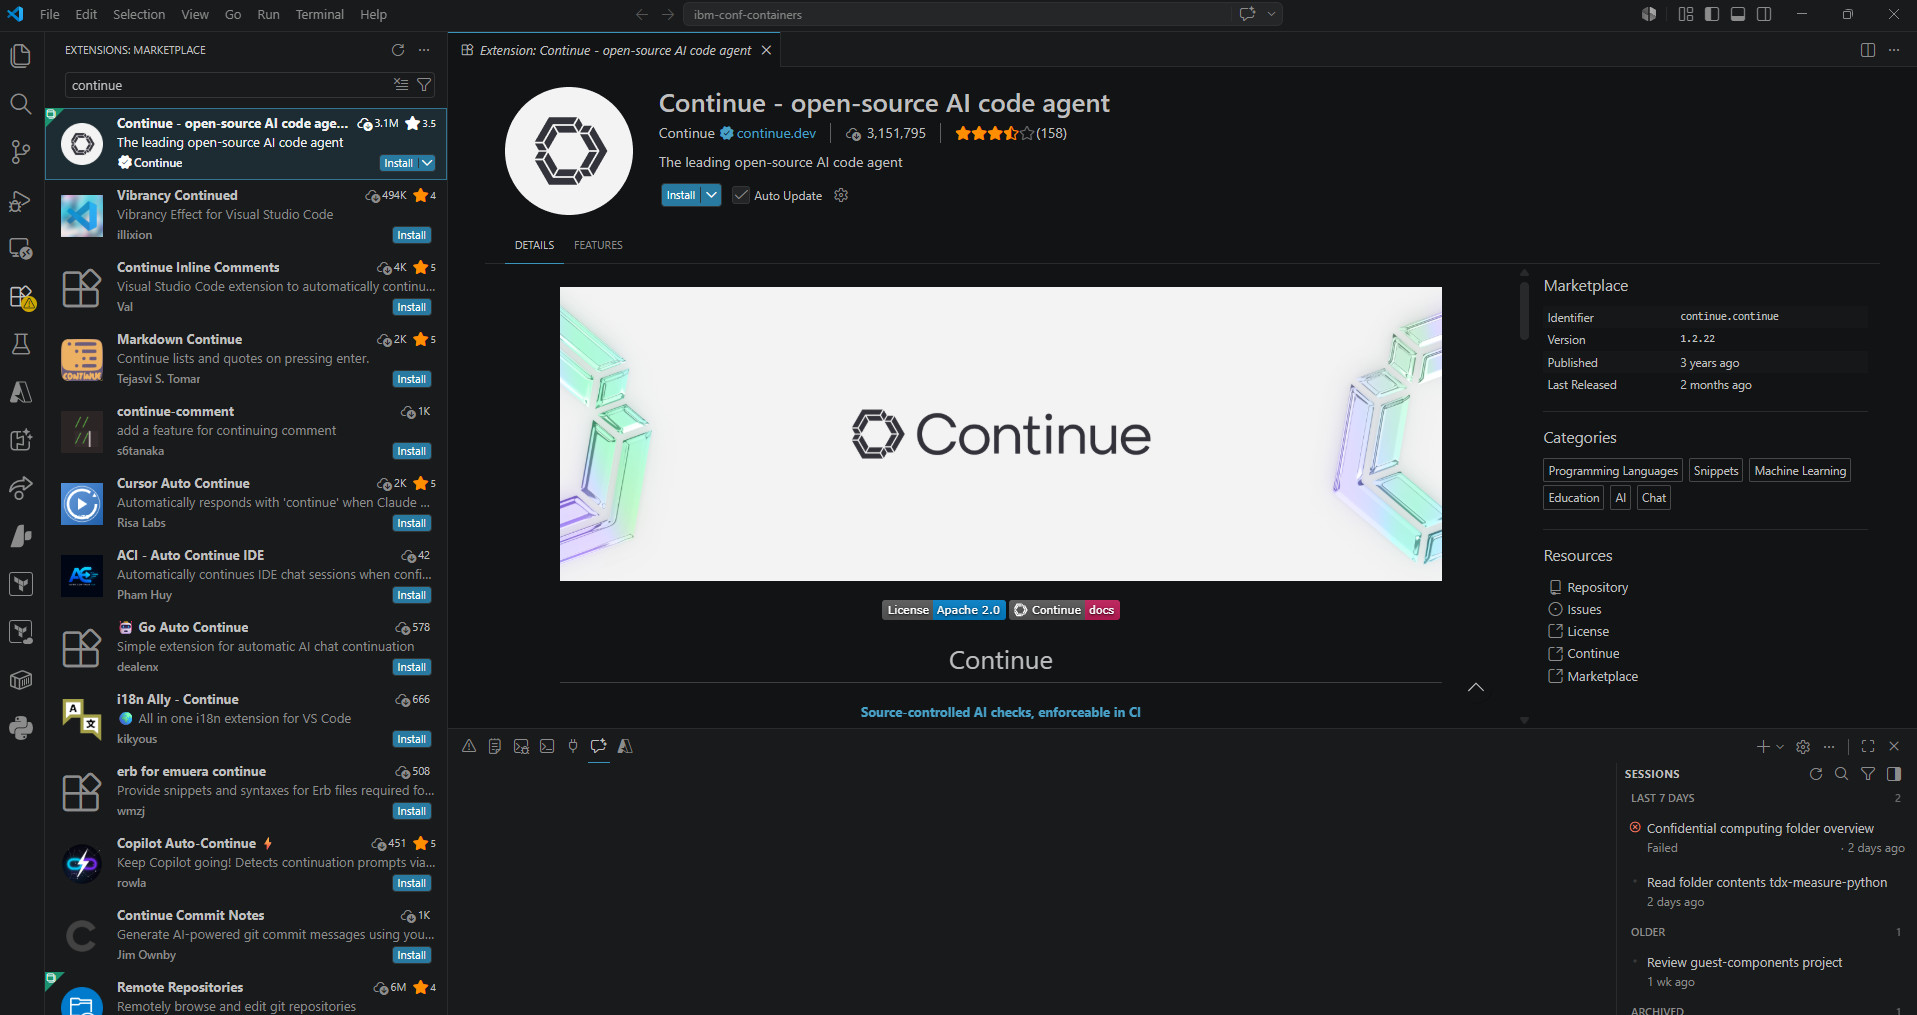 File Edit Selection View Go Run Terminal Help
ibm-conf-containers
EXTENSIONS: MARKETPLACE
continue
Continue - open-source AI code age... 3.1M 3.5
The leading open-source AI code agent
Continue Install
Vibrancy Continued 494K 4
Vibrancy Effect for Visual Studio Code
illixion Install
Continue Inline Comments 4K 5
Visual Studio Code extension to automatically continu...
Val Install
Markdown Continue 2K 5
Continue lists and quotes on pressing enter.
Tejasvi S. Tomar Install
CONTINUE
continue-comment 1K
add a feature for continuing comment
s6tanaka Install
// 
//|
Cursor Auto Continue 2K 5
Automatically responds with 'continue' when Claude ...
Risa Labs Install
ACI - Auto Continue IDE 42
Automatically continues IDE chat sessions when confi...
Pham Huy Install
Go Auto Continue 578
Simple extension for automatic AI chat continuation
dealenx Install
i18n Ally - Continue 666
All in one i18n extension for VS Code
kikyous Install
A 文
erb for emuera continue 508
Provide snippets and syntaxes for Erb files required fo...
wmzj Install
Copilot Auto-Continue 451 5
Keep Copilot going! Detects continuation prompts via...
rowla Install
Continue Commit Notes 1K
Generate AI-powered git commit messages using you...
Jim Ownby Install
C
Remote Repositories 6M 4
Remotely browse and edit git repositories
Extension: Continue - open-source AI code agent
Continue - open-source AI code agent
Continue continue.dev 3,151,795 (158)
The leading open-source AI code agent
Install Auto Update
DETAILS FEATURES
Continue
License Apache 2.0 Continue docs
Continue
Source-controlled AI checks, enforceable in CI
Marketplace
Identifier continue.continue
Version 1.2.22
Published 3 years ago
Last Released 2 months ago
Categories
Programming Languages Snippets Machine Learning
Education AI Chat
Resources
Repository
Issues
License
Continue
Marketplace
SESSIONS
LAST 7 DAYS 2
Confidential computing folder overview
Failed · 2 days ago
Read folder contents tdx-measure-python
2 days ago
OLDER 1
Review guest-components project
1 wk ago
ARCHIVED 1